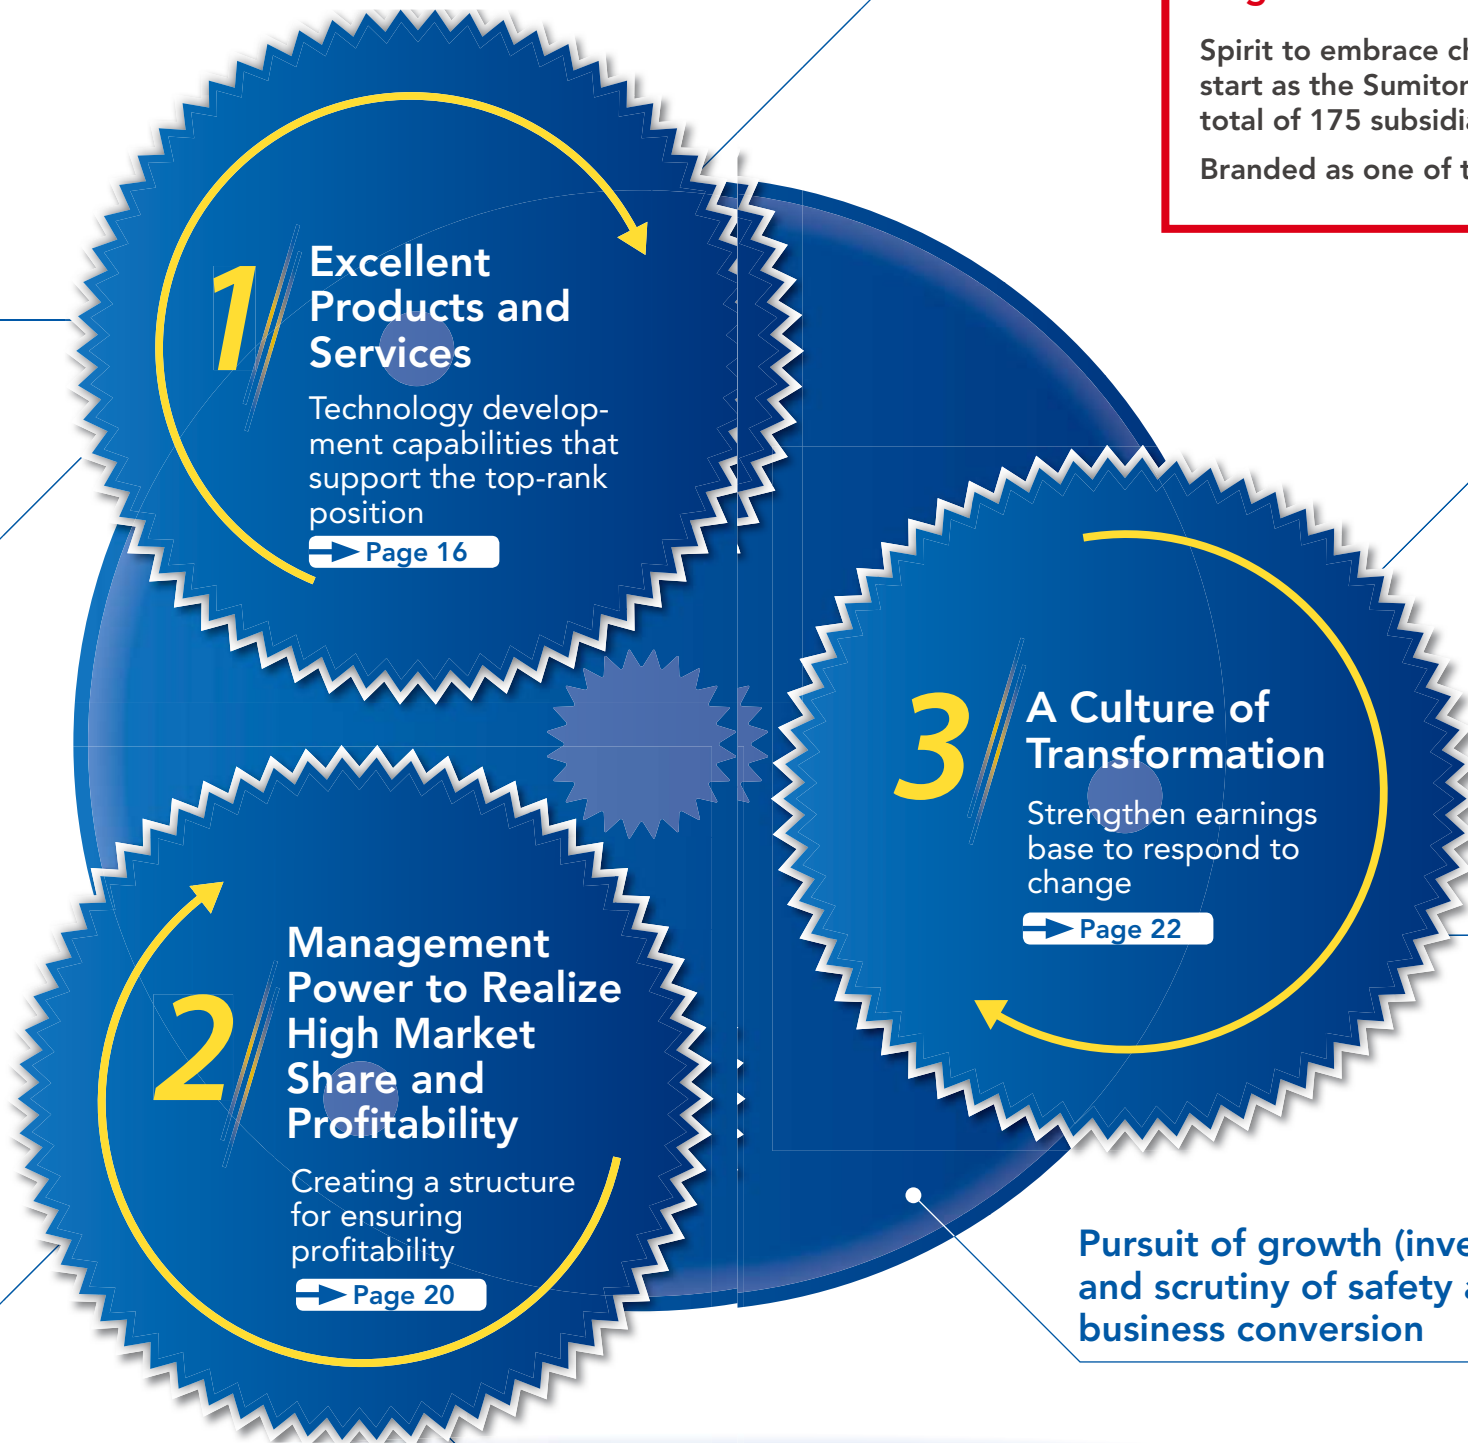 Spirit to embrace
start as the
total of 175
Branded as one of
1
Excellent
Products and
Services
Technology develop-
ment capabilities that
support the top-rank
position
Page 16
3
A Culture of
Transformation
Strengthen earnings
base to respond to
change
Page 22
2
Management
Power to Realize
High Market
Share and
Profitability
Creating a structure
for ensuring
profitability
Page 20
Pursuit of growth
and scrutiny of safety
business conversion